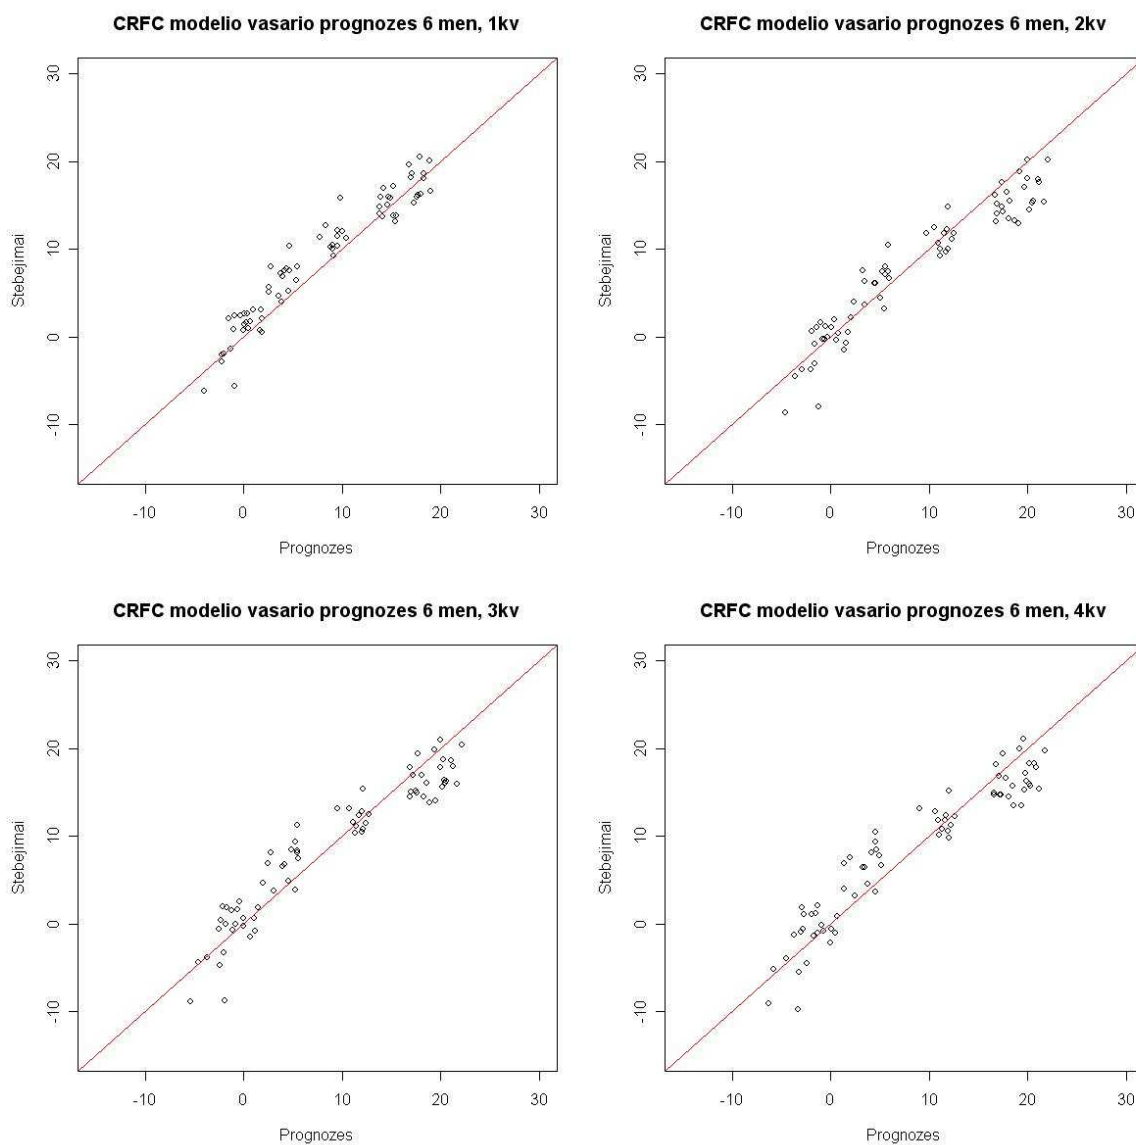 CRFC modelio vasario prognozes 6 men, 1kv
30
20
10
0
-10
Stebejimai
-10 0 10 20 30
Prognozes
CRFC modelio vasario prognozes 6 men, 2kv
30
20
10
0
-10
Stebejimai
-10 0 10 20 30
Prognozes
CRFC modelio vasario prognozes 6 men, 3kv
30
20
10
0
-10
Stebejimai
-10 0 10 20 30
Prognozes
CRFC modelio vasario prognozes 6 men, 4kv
30
20
10
0
-10
Stebejimai
-10 0 10 20 30
Prognozes